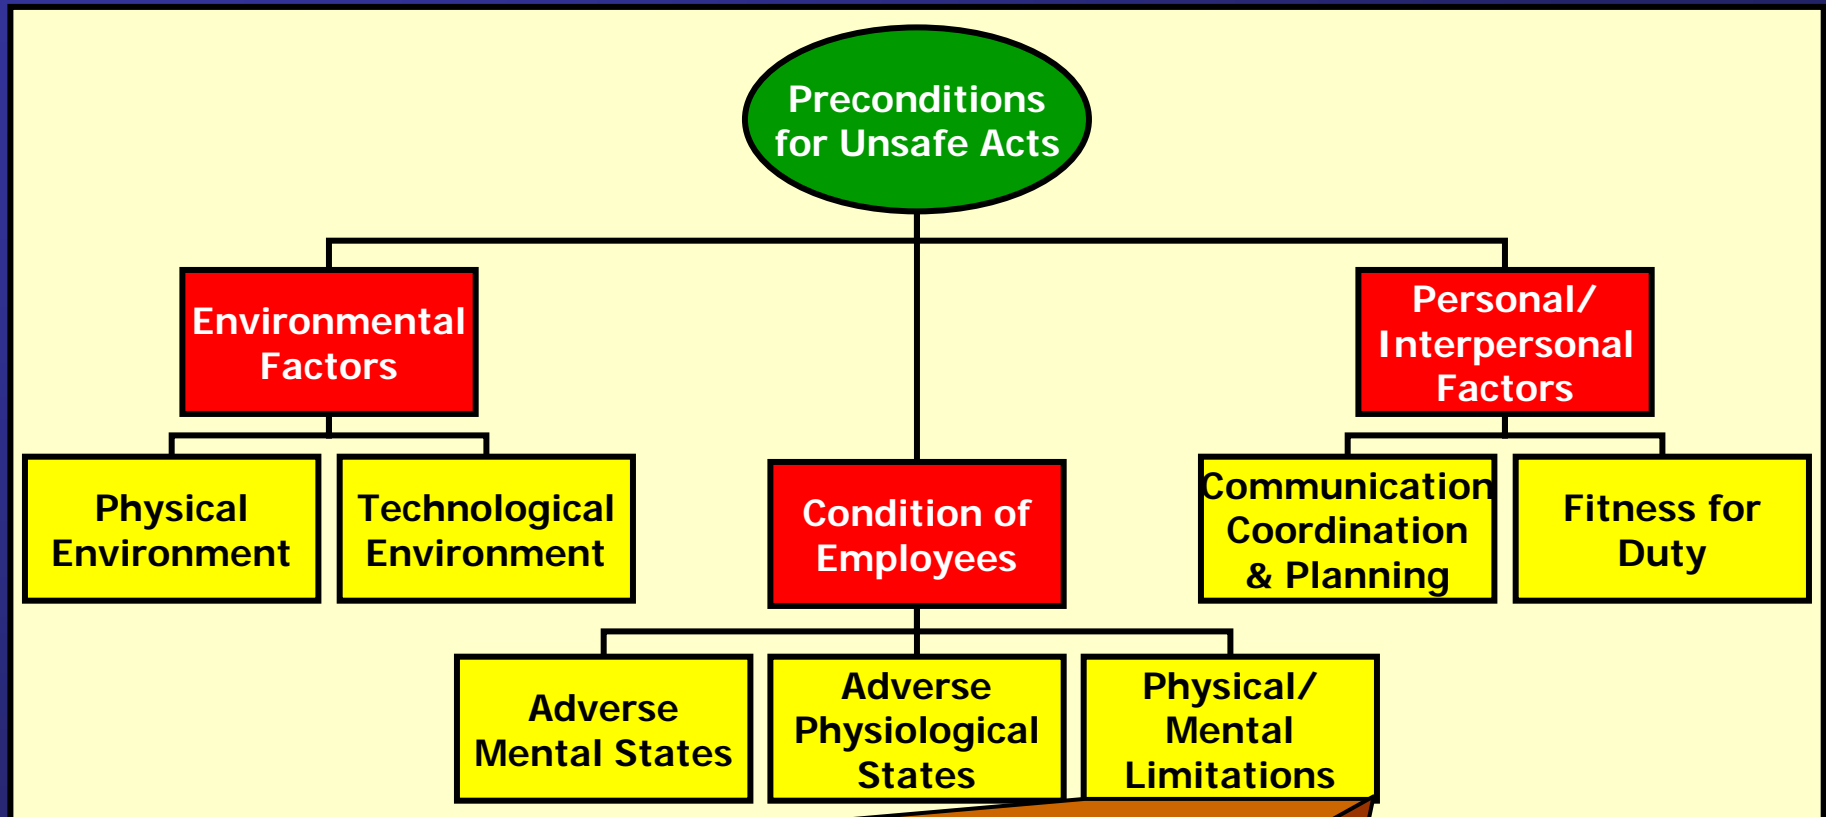 Preconditions
for Unsafe Acts
Environmental
Factors
Personal/
Interpersonal
Factors
Physical
Environment
Technological
Environment
Condition of
Employees
Communication
Coordination
& Planning
Fitness for
Duty
Adverse
Mental States
Adverse
Physiological
States
Physical/
Mental
Limitations